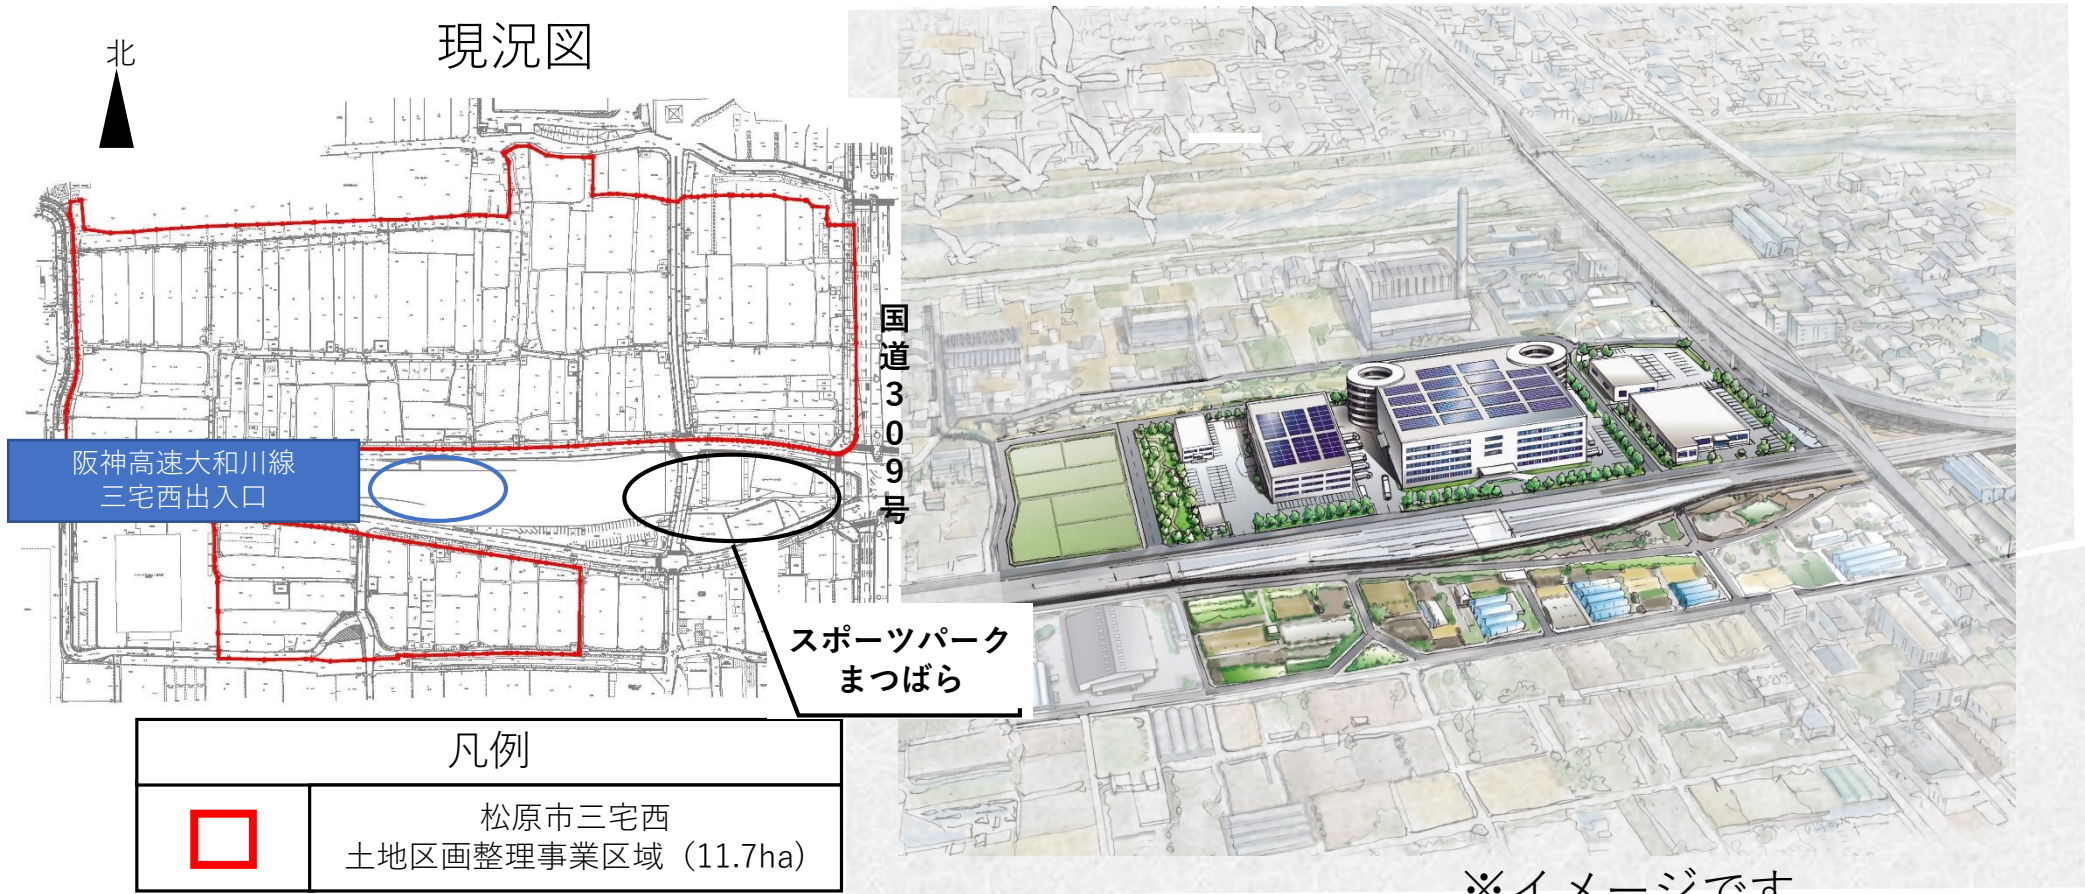 北
現況図
国道309号
阪神高速大和川線
三宅西出入口
スポーツパーク
まつばら
凡例
松原市三宅西
土地区画整理事業区域（11.7ha）
※イメージです